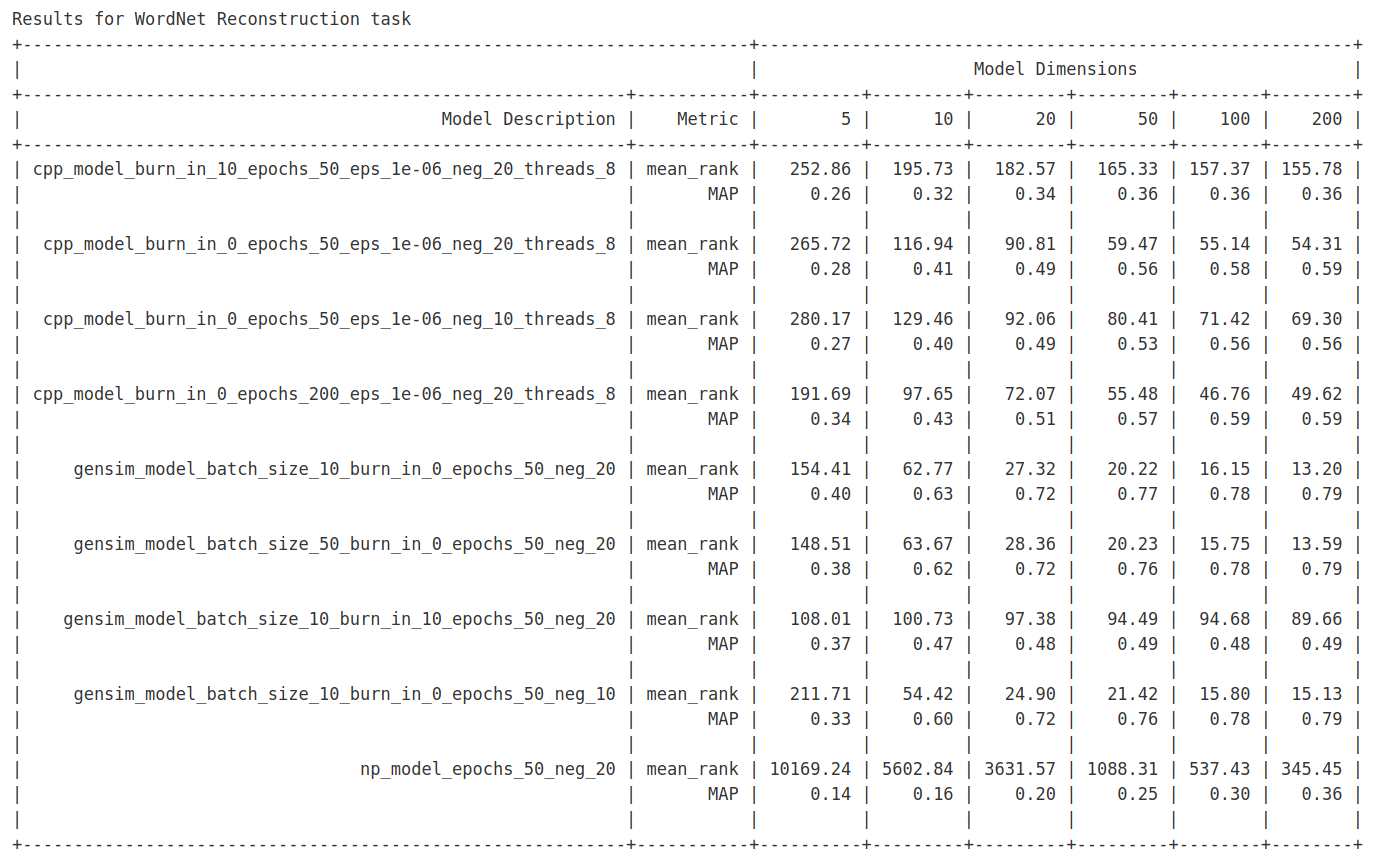 Results for WordNet Reconstruction task
Model Dimensions
Model Description | Metric | 5 | 10 | 20 | 50 | 100 | 200 |
cpp_model_burn_in_10_epochs_50_eps_1e-06_neg_20_threads_8 | mean_rank | 252.86 | 195.73 | 182.57 | 165.33 | 157.37 | 155.78 |
MAP | 0.26 | 0.32 | 0.34 | 0.36 | 0.36 | 0.36 |
cpp_model_burn_in_0_epochs_50_eps_1e-06_neg_20_threads_8 | mean_rank | 265.72 | 116.94 | 90.81 | 59.47 | 55.14 | 54.31 |
MAP | 0.28 | 0.41 | 0.49 | 0.56 | 0.58 | 0.59 |
cpp_model_burn_in_0_epochs_50_eps_1e-06_neg_10_threads_8 | mean_rank | 280.17 | 129.46 | 92.06 | 80.41 | 71.42 | 69.30 |
MAP | 0.27 | 0.40 | 0.49 | 0.53 | 0.56 | 0.56 |
cpp_model_burn_in_0_epochs_200_eps_1e-06_neg_20_threads_8 | mean_rank | 191.69 | 97.65 | 72.07 | 55.48 | 46.76 | 49.62 |
MAP | 0.34 | 0.43 | 0.51 | 0.57 | 0.59 | 0.59 |
gensim_model_batch_size_10_burn_in_0_epochs_50_neg_20 | mean_rank | 154.41 | 62.77 | 27.32 | 20.22 | 16.15 | 13.20 |
MAP | 0.40 | 0.63 | 0.72 | 0.77 | 0.78 | 0.79 |
gensim_model_batch_size_50_burn_in_0_epochs_50_neg_20 | mean_rank | 148.51 | 63.67 | 28.36 | 20.23 | 15.75 | 13.59 |
MAP | 0.38 | 0.62 | 0.72 | 0.76 | 0.78 | 0.79 |
gensim_model_batch_size_10_burn_in_10_epochs_50_neg_20 | mean_rank | 108.01 | 100.73 | 97.38 | 94.49 | 94.68 | 89.66 |
MAP | 0.37 | 0.47 | 0.48 | 0.49 | 0.48 | 0.49 |
gensim_model_batch_size_10_burn_in_0_epochs_50_neg_10 | mean_rank | 211.71 | 54.42 | 24.90 | 21.42 | 15.80 | 15.13 |
MAP | 0.33 | 0.60 | 0.72 | 0.76 | 0.78 | 0.79 |
np_model_epochs_50_neg_20 | mean_rank | 10169.24 | 5602.84 | 3631.57 | 1088.31 | 537.43 | 345.45 |
MAP | 0.14 | 0.16 | 0.20 | 0.25 | 0.30 | 0.36 |